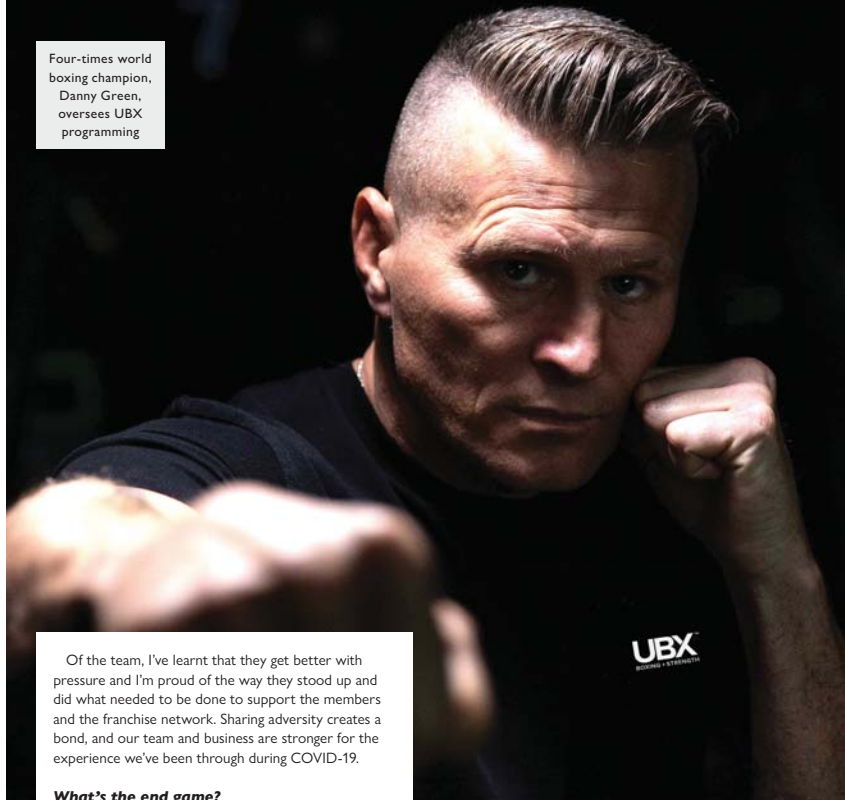 Four-times world
boxing champion,
Danny Green,
oversees UBX
programming
UBX™
BOXING + STRENGTH
Of the team, I've learnt that they get better with
pressure and I'm proud of the way they stood up and
did what needed to be done to support the members
and the franchise network. Sharing adversity creates a
bond, and our team and business are stronger for the
experience we've been through during COVID-19.
What's the end game?